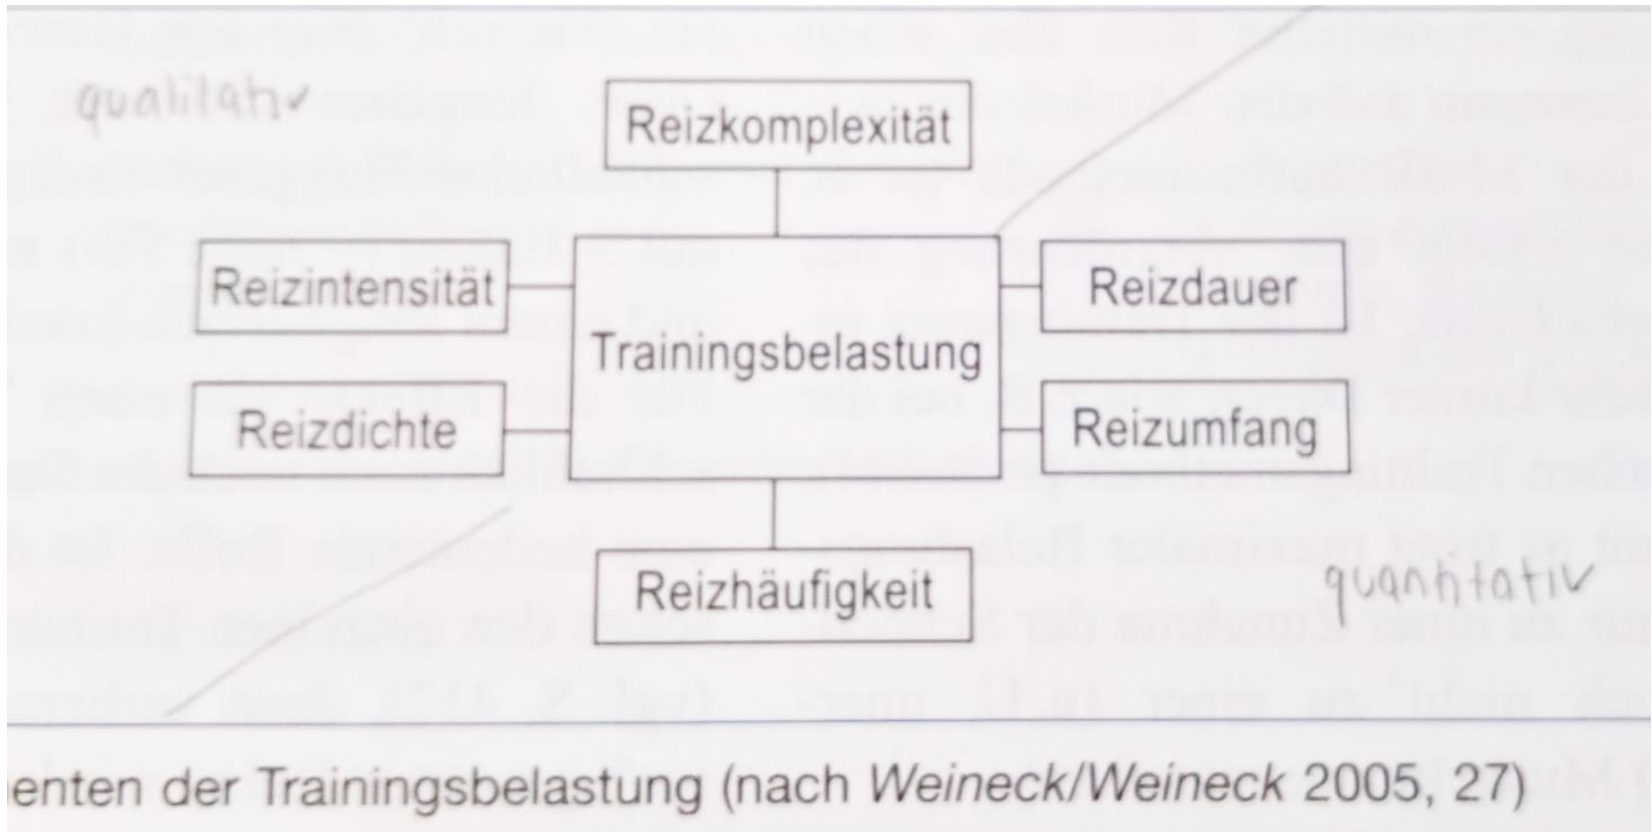 qualitativ
Reizkomplexität
Reizintensität
Reizdauer
Trainingsbelastung
Reizdichte
Reizumfang
Reizhäufigkeit
quantitativ
enten der Trainingsbelastung (nach Weineck/Weineck 2005, 27)